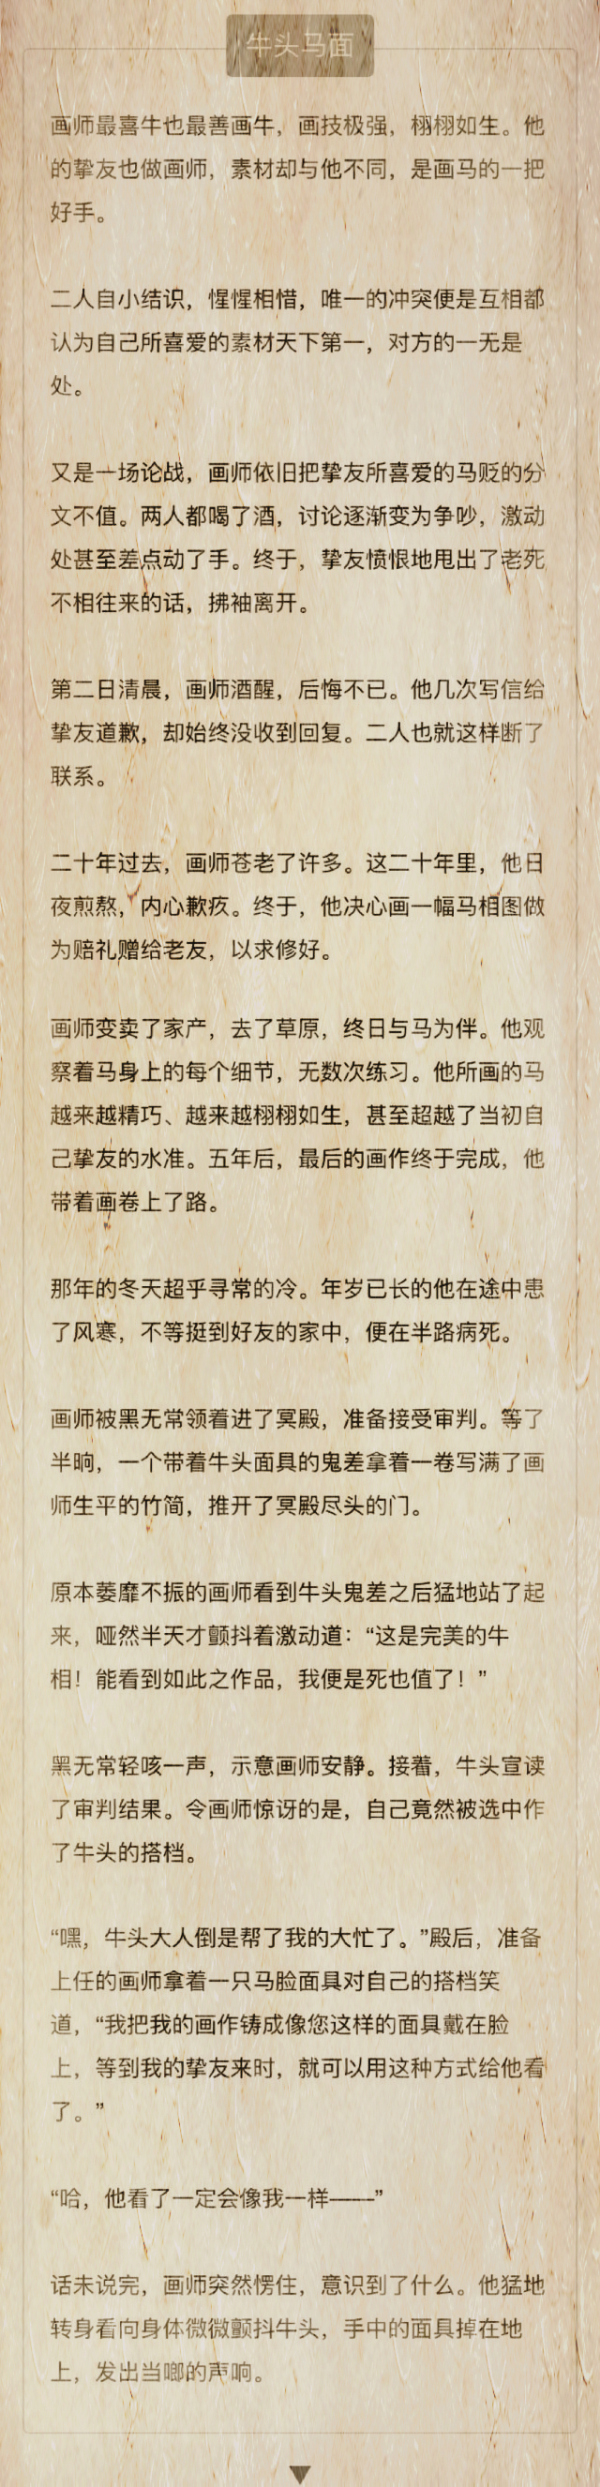 牛头马面
画师最喜牛也最善画牛，画技极强，栩栩如生。他
的挚友也做画师，素材却与他不同，是画马的一把
好手。
二人自小结识，惺惺相惜，唯一的冲突便是互相都
认为自己所喜爱的素材天下第一，对方的一无是
处。
又是一场论战，画师依旧把挚友所喜爱的马贬的分
文不值。两人都喝了酒，讨论逐渐变为争吵，激动
处甚至差点动了手。终于，挚友愤恨地甩出了老死
不相往来的话，拂袖离开。
第二日清晨，画师酒醒，后悔不已。他几次写信给
挚友道歉，却始终没收到回复。二人也就这样断了
联系。
二十年过去，画师苍老了许多。这二十年里，他日
夜煎熬，内心歉疚。终于，他决心画一幅马相图做
为赔礼赠给老友，以求修好。
画师变卖了家产，去了草原，终日与马为伴。他观
察着马身上的每个细节，无数次练习。他所画的马
越来越精巧、越来越栩栩如生，甚至超越了当初自
己挚友的水准。五年后，最后的画作终于完成，他
带着画卷上了路。
那年的冬天超乎寻常的冷。年岁已长的他在途中患
了风寒，不等挺到好友的家中，便在半路病死。
画师被黑无常领着进了冥殿，准备接受审判。等了
半晌，一个带着牛头面具的鬼差拿着一卷写满了画
师生平的竹简，推开了冥殿尽头的门。
原本萎靡不振的画师看到牛头鬼差之后猛地站了起
来，哑然半天才颤抖着激动道：“这是完美的牛
相！能看到如此之作品，我便是死也值了！”
黑无常轻咳一声，示意画师安静。接着，牛头宣读
了审判结果。令画师惊讶的是，自己竟然被选中作
了牛头的搭档。
“嘿，牛头大人倒是帮了我的大忙了。”殿后，准备
上任的画师拿着一只马脸面具对自己的搭档笑
道，“我把我的画作铸成像您这样的面具戴在脸
上，等到我的挚友来时，就可以用这种方式给他看
了。”
“哈，他看了一定会像我一样——”
话未说完，画师突然愣住，意识到了什么。他猛地
转身看向身体微微颤抖牛头，手中的面具掉在地
上，发出当啷的声响。